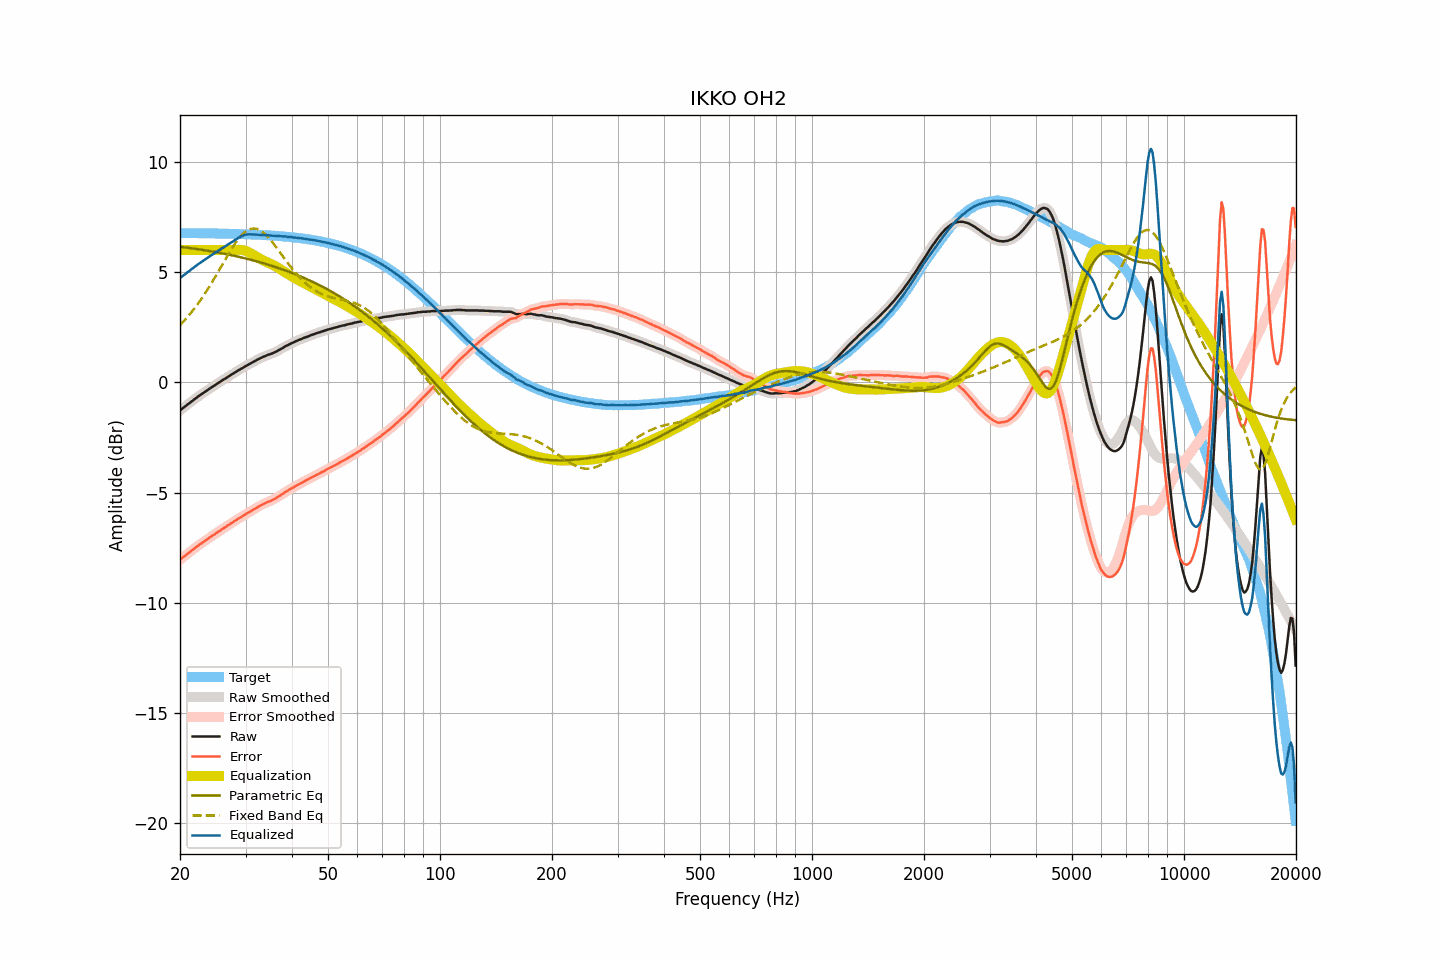 IKKO OH2
Amplitude (dBr)
10
5
0
−5
−10
−15
−20
Target
Raw Smoothed
Error Smoothed
Raw
Error
Equalization
Parametric Eq
Fixed Band Eq
Equalized
20 50 100 200 500 1000 2000 5000 10000 20000
Frequency (Hz)